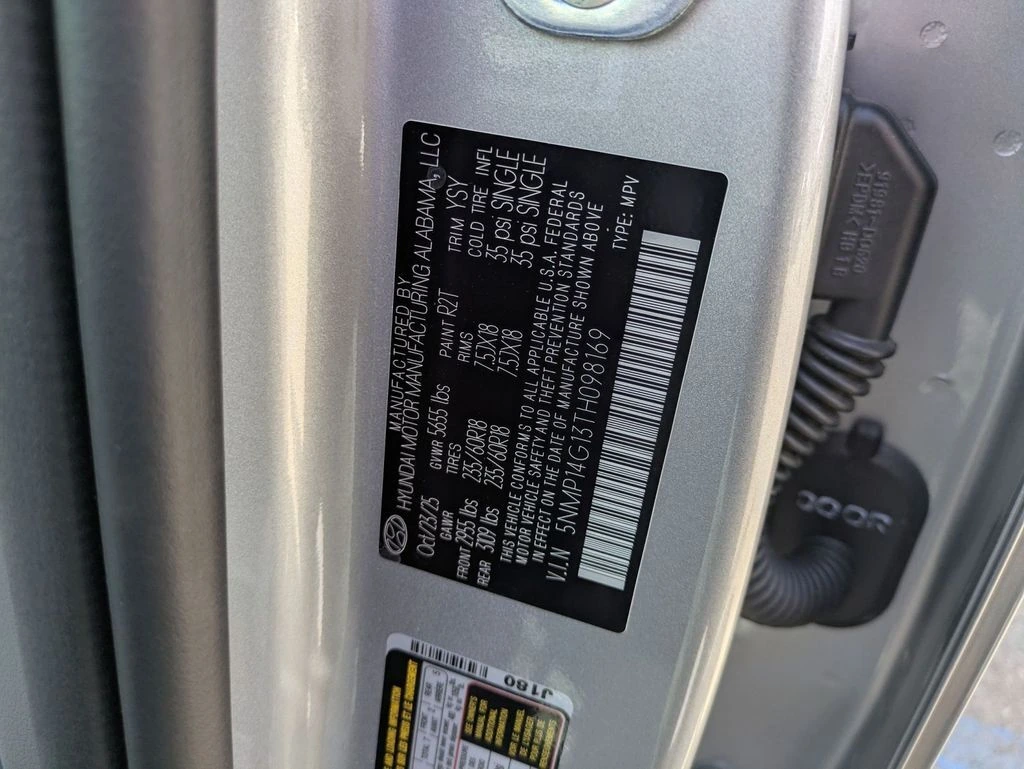 MANUFACTURED BY
HYUNDAI MOTOR MANUFACTURING ALABAMA, LLC
Oct/23/25 GVWR 5555 lbs PAINT R2T TRIM YSY
GAWR TIRES RIMS COLD TIRE INFL
FRONT 2955 lbs 235/60R18 7.5JX18 35 psi SINGLE
REAR 3091 lbs 235/60R18 7.5JX18 35 psi SINGLE
THIS VEHICLE CONFORMS TO ALL APPLICABLE U.S.A. FEDERAL
MOTOR VEHICLE SAFETY AND THEFT PREVENTION STANDARDS
IN EFFECT ON THE DATE OF MANUFACTURE SHOWN ABOVE
V.I.N 5NMP14G13TH098169 TYPE: MPV
J180
DOOR